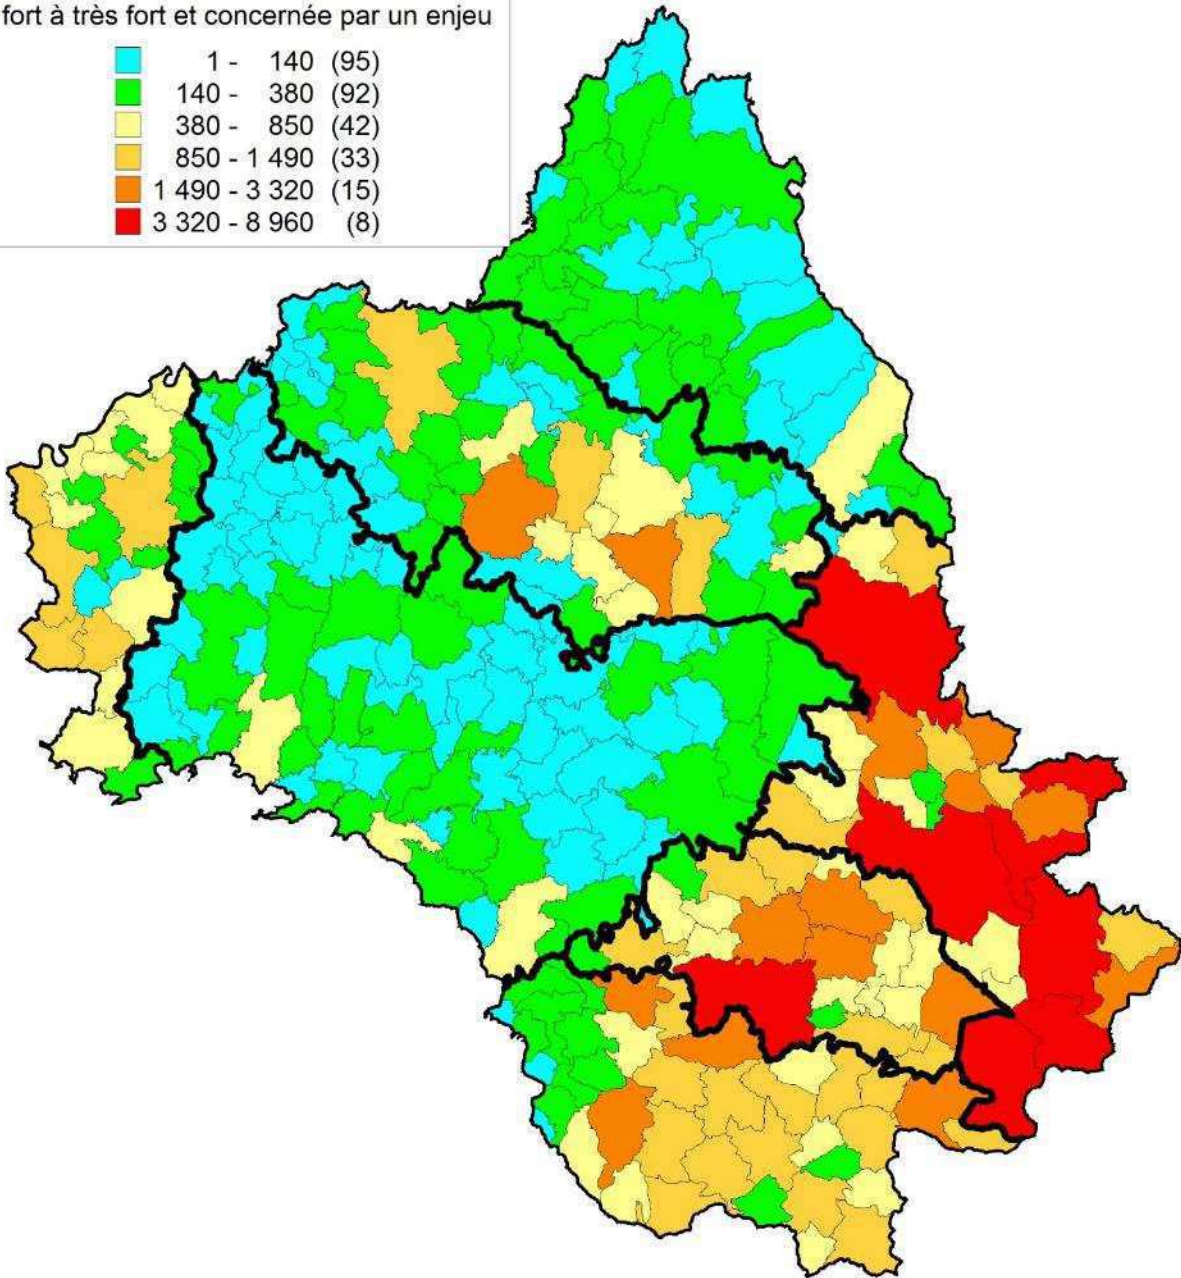 fort à très fort et concernée par un enjeu
1 - 140 (95)
140 - 380 (92)
380 - 850 (42)
850 - 1 490 (33)
1 490 - 3 320 (15)
3 320 - 8 960 (8)